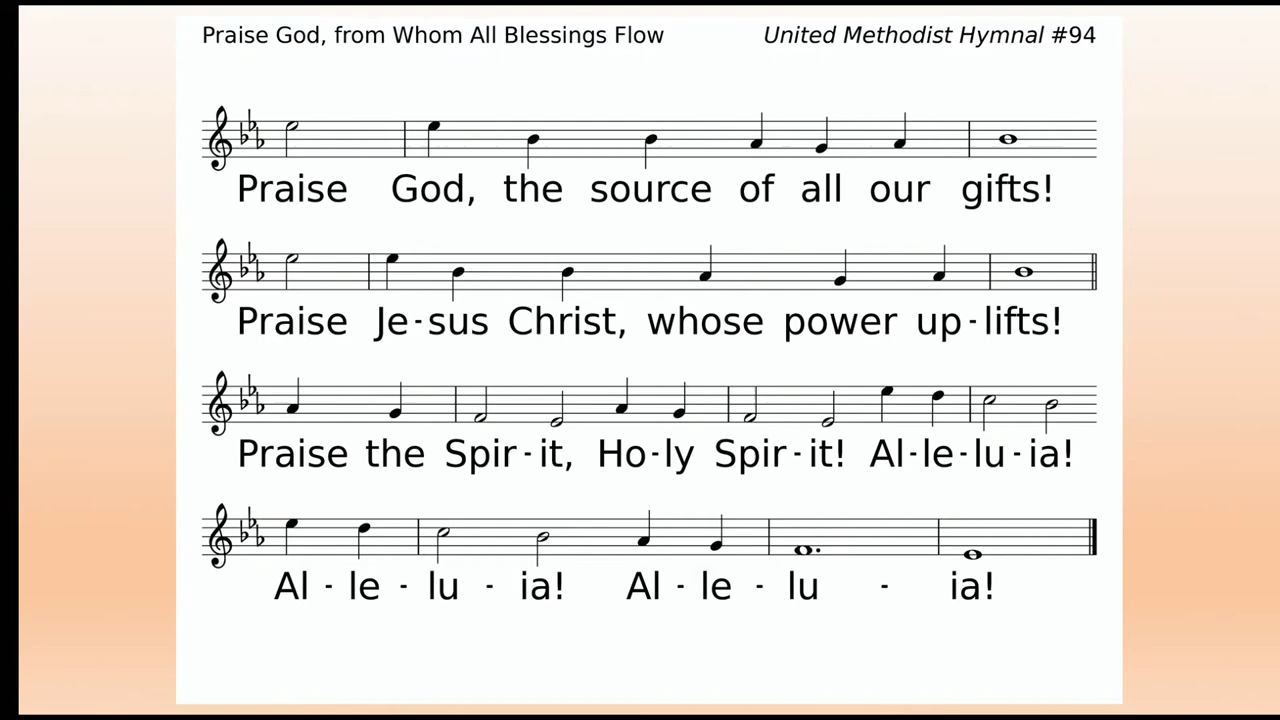 Praise God, from Whom All Blessings Flow United Methodist Hymnal #94
Praise God, the source of all our gifts!
Praise Je-sus Christ, whose power up-lifts!
Praise the Spir-it, Ho-ly Spir-it! Al-le-lu-ia!
Al-le-lu-ia! Al-le-lu-ia!